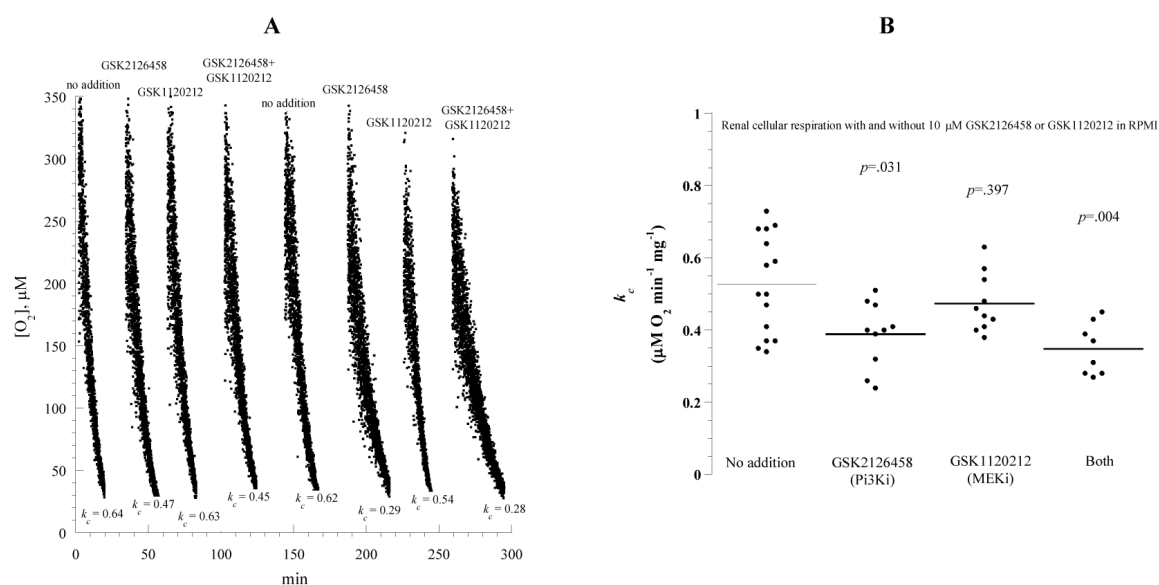 A
B
GSK2126458
no addition
GSK1120212
GSK2126458+
GSK1120212
no addition
GSK2126458
GSK1120212
GSK2126458+
GSK1120212
350
300
250
200
150
100
50
0
[O2], μM
kc = 0.64
kc = 0.47
kc = 0.63
kc = 0.45
kc = 0.62
kc = 0.29
kc = 0.54
kc = 0.28
0
50
100
150
200
250
300
min
1
0.8
0.6
0.4
0.2
0
kc
(μM O2 min-1 mg-1)
Renal cellular respiration with and without 10 μM GSK2126458 or GSK1120212 in RPMI
p=.031
p=.397
p=.004
No addition
GSK2126458
(Pi3Ki)
GSK1120212
(MEKi)
Both